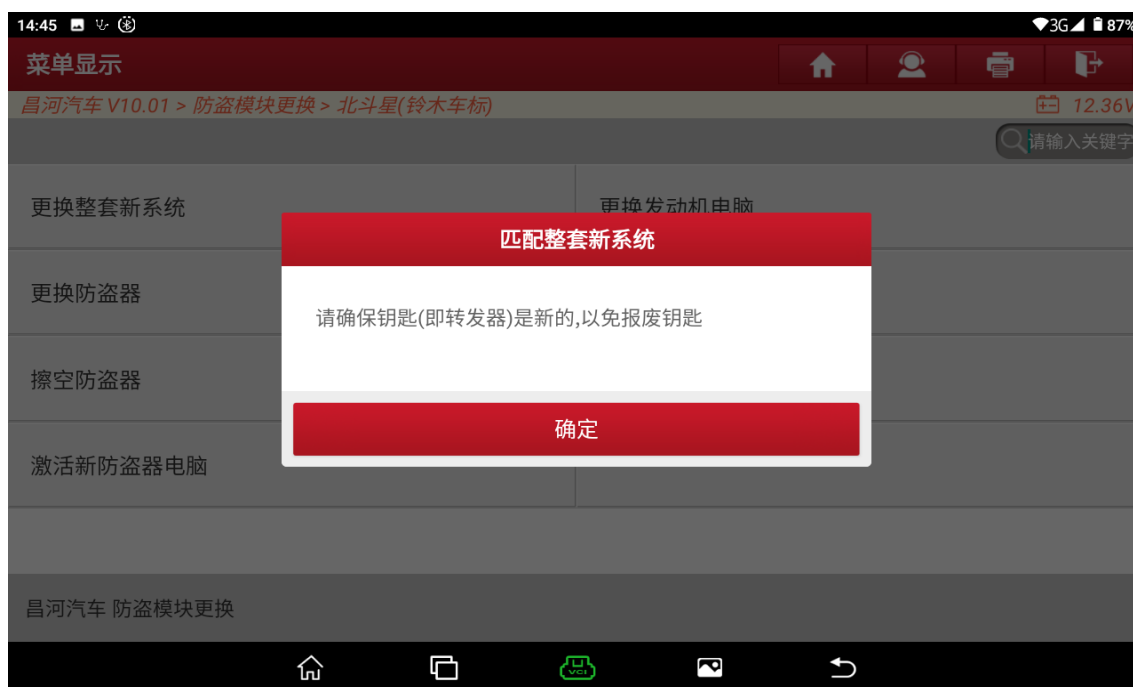 14:45
3G 87%
菜单显示
昌河汽车 V10.01 > 防盗模块更换 > 北斗星(铃木车标)
12.36V
请输入关键字
更换整套新系统
更换发动机电脑
匹配整套新系统
请确保钥匙(即转发器)是新的,以免报废钥匙
更换防盗器
擦空防盗器
确定
激活新防盗器电脑
昌河汽车 防盗模块更换
VCI